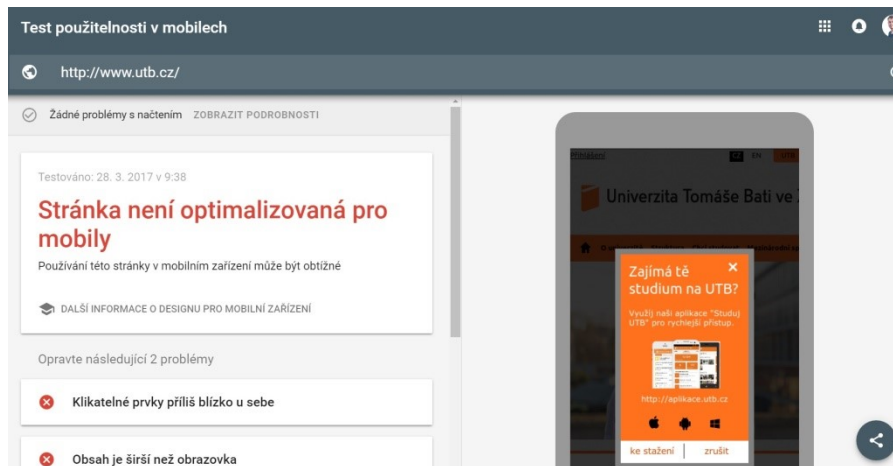 Test použitelnosti v mobilech
http://www.utb.cz/
Žádné problémy s načtením ZOBRAZIT PODROBNOSTI
Testováno: 28. 3. 2017 v 9:38
Stránka není optimalizovaná pro
mobily
Používání této stránky v mobilním zařízení může být obtížné
DALŠÍ INFORMACE O DESIGNU PRO MOBILNÍ ZAŘÍZENÍ
Opravte následující 2 problémy
Klikatelné prvky příliš blízko u sebe
Obsah je širší než obrazovka
Přihlášení CZ EN UTB
Univerzita Tomáše Bati ve
Zajímá tě
studium na UTB?
Využij naši aplikace "Studuj
UTB" pro rychlejší přístup.
http://aplikace.utb.cz
ke stažení zrušit